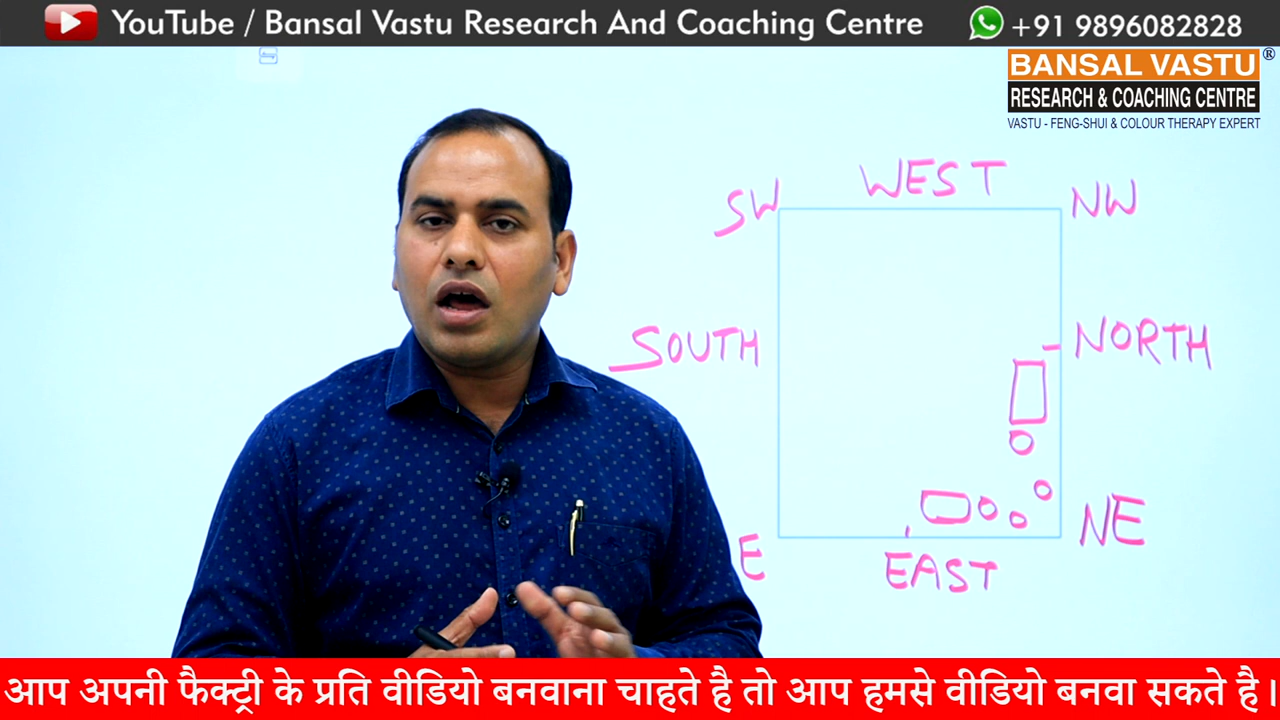 YouTube / Bansal Vastu Research And Coaching Centre
+91 9896082828
BANSAL VASTU ®
RESEARCH & COACHING CENTRE
VASTU - FENG-SHUI & COLOUR THERAPY EXPERT
WEST
SW
NW
SOUTH
NORTH
NE
E
EAST
आप अपनी फैक्ट्री के प्रति वीडियो बनवाना चाहते है तो आप हमसे वीडियो बनवा सकते है।